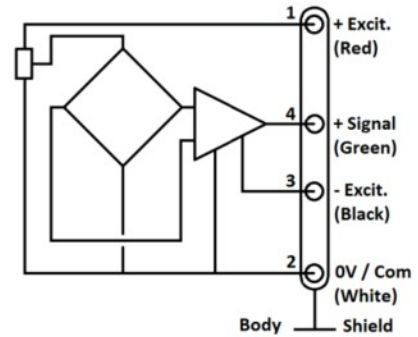 1
+ Excit.
(Red)
4
+ Signal
(Green)
3
- Excit.
(Black)
2
0V / Com
(White)
Body
Shield